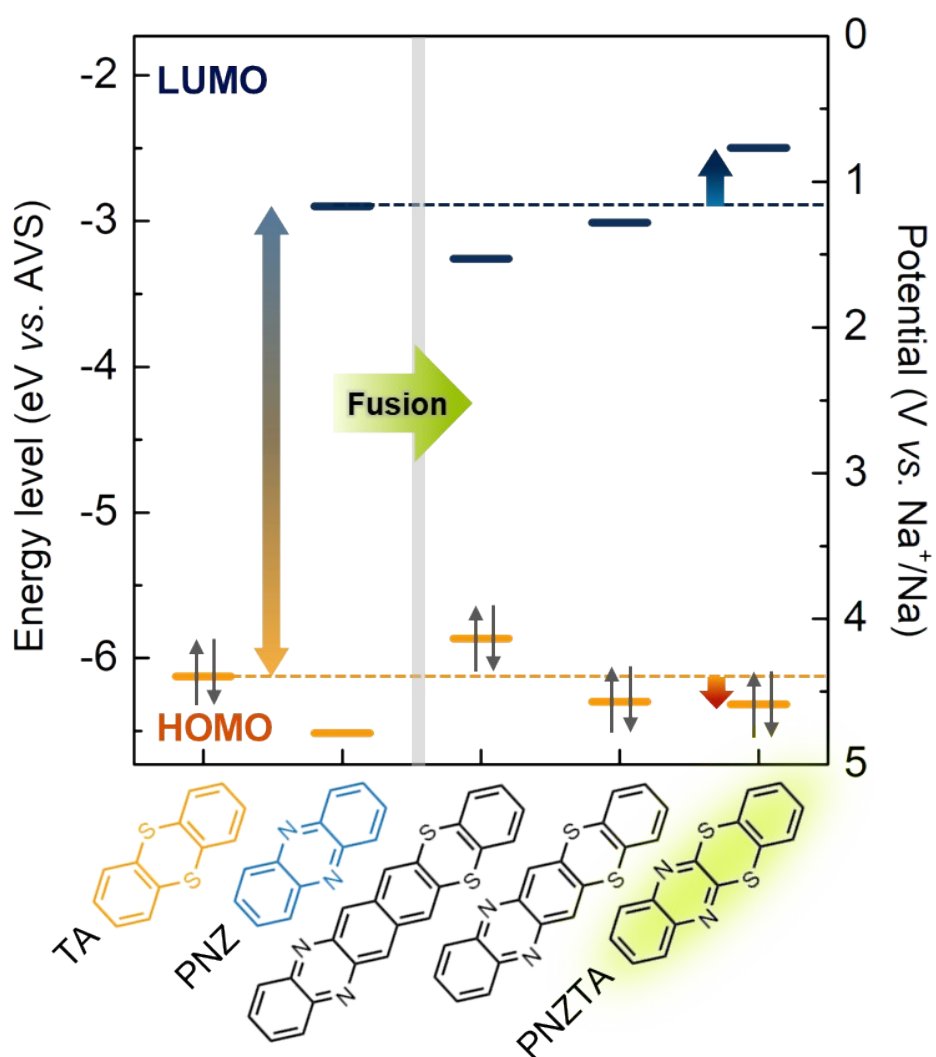 LUMO
HOMO
Fusion
Energy level (eV vs. AVS)
-2
-3
-4
-5
-6
Potential (V vs. Na⁺/Na)
0
1
2
3
4
5
S
S
TA
N
N
PNZ
S
S
N
N
S
S
N
N
S
S
N
N
PNZTA